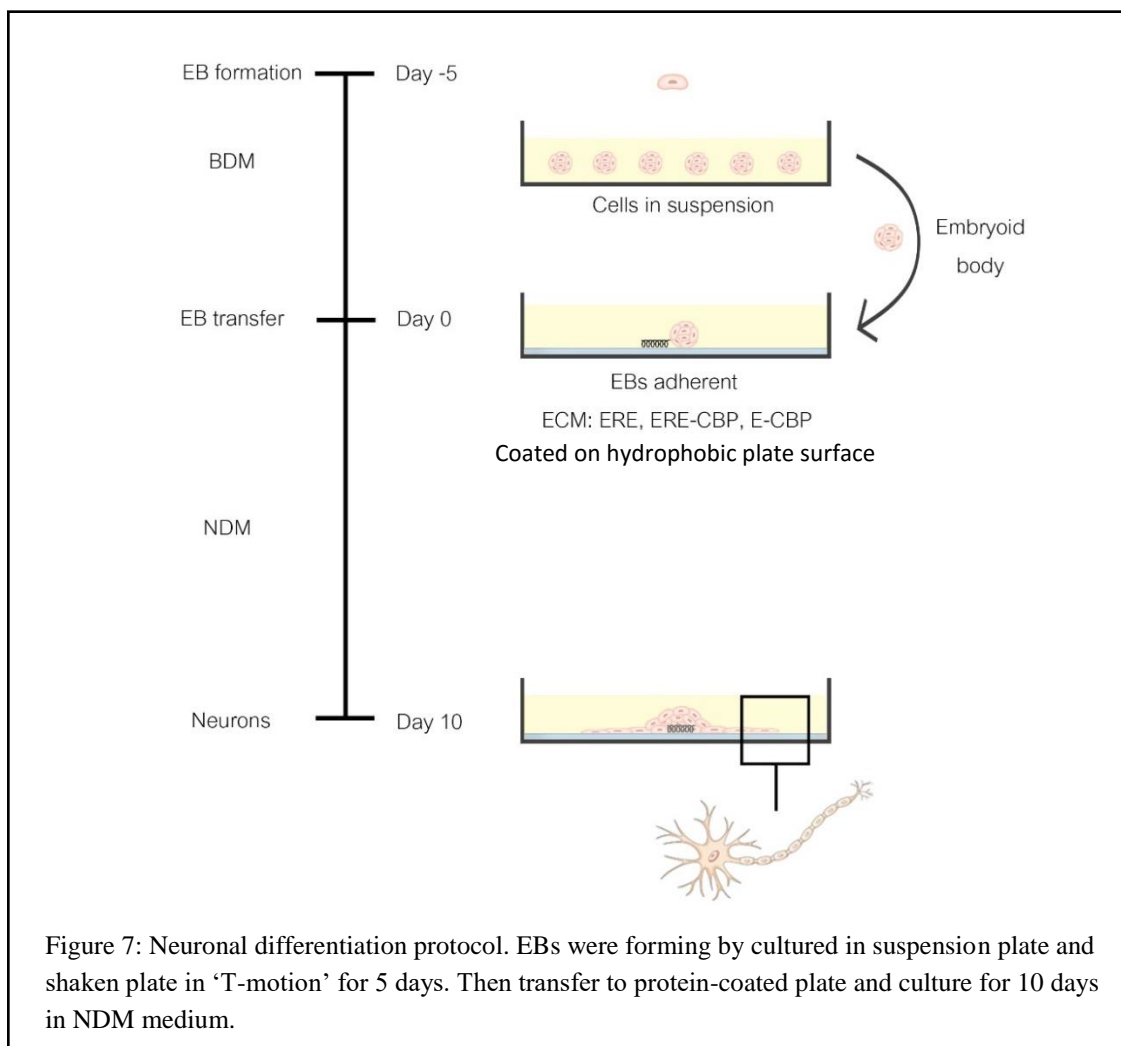 EB formation
Day -5
BDM
Cells in suspension
Embryoid
body
EB transfer
Day 0
EBs adherent
ECM: ERE, ERE-CBP, E-CBP
Coated on hydrophobic plate surface
NDM
Neurons
Day 10
Figure 7: Neuronal differentiation protocol. EBs were forming by cultured in suspension plate and
shaken plate in ‘T-motion’ for 5 days. Then transfer to protein-coated plate and culture for 10 days
in NDM medium.